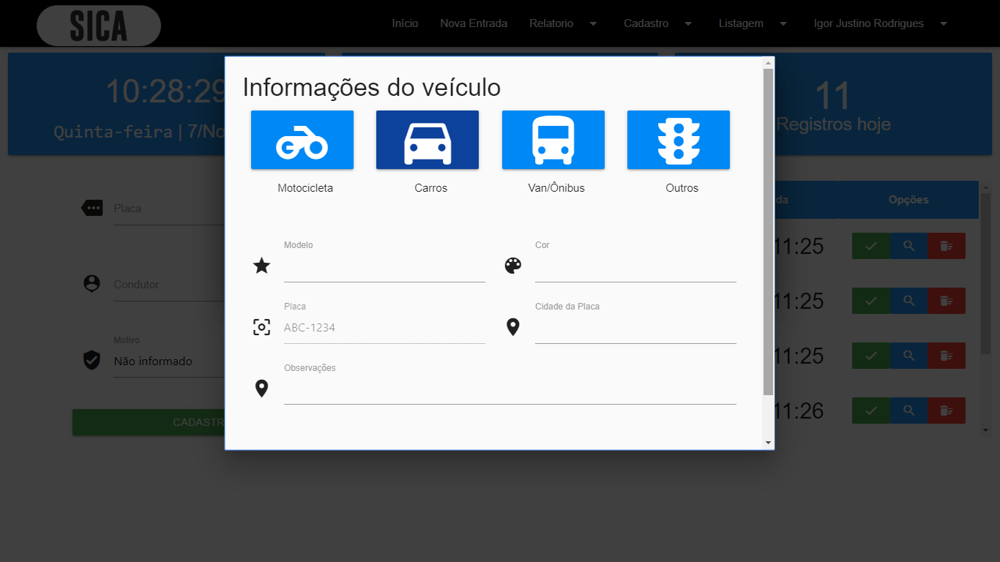 SICA
Início Nova Entrada Relatorio Cadastro Listagem Igor Justino Rodrigues
10:28:29
Quinta-feira | 7/No
11
Registros hoje
Informações do veículo
Motocicleta Carros Van/Ônibus Outros
Modelo Cor
Placa Cidade da Placa
ABC-1234
Observações
Placa
Condutor
Motivo
Não informado
CADASTR
da Opções
11:25
11:25
11:25
11:26